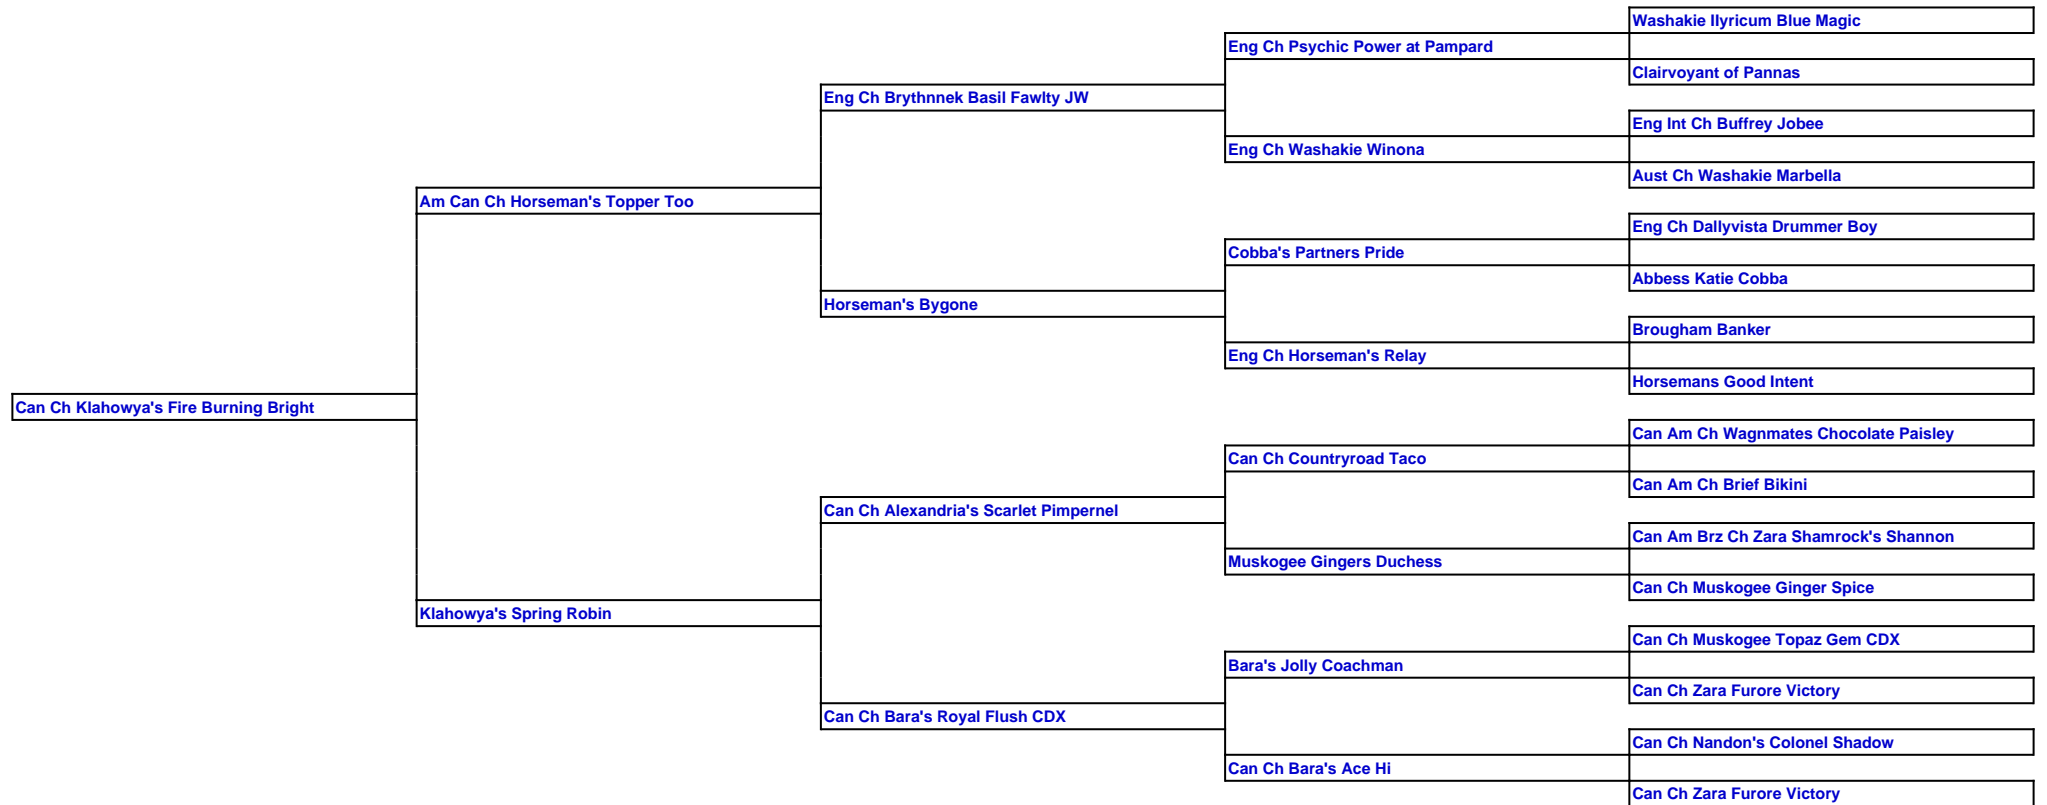 Washakie Ilyricum Blue Magic
Eng Ch Psychic Power at Pampard
Clairvoyant of Pannas
Eng Ch Brythnnek Basil Fawlty JW
Eng Int Ch Buffrey Jobee
Eng Ch Washakie Winona
Aust Ch Washakie Marbella
Am Can Ch Horseman's Topper Too
Eng Ch Dallyvista Drummer Boy
Cobba's Partners Pride
Abbess Katie Cobba
Horseman's Bygone
Brougham Banker
Eng Ch Horseman's Relay
Horsemans Good Intent
Can Ch Klahowya's Fire Burning Bright
Can Am Ch Wagnmates Chocolate Paisley
Can Ch Countryroad Taco
Can Am Ch Brief Bikini
Can Ch Alexandria's Scarlet Pimpernel
Can Am Brz Ch Zara Shamrock's Shannon
Muskogee Gingers Duchess
Can Ch Muskogee Ginger Spice
Klahowya's Spring Robin
Can Ch Muskogee Topaz Gem CDX
Bara's Jolly Coachman
Can Ch Zara Furore Victory
Can Ch Bara's Royal Flush CDX
Can Ch Nandon's Colonel Shadow
Can Ch Bara's Ace Hi
Can Ch Zara Furore Victory